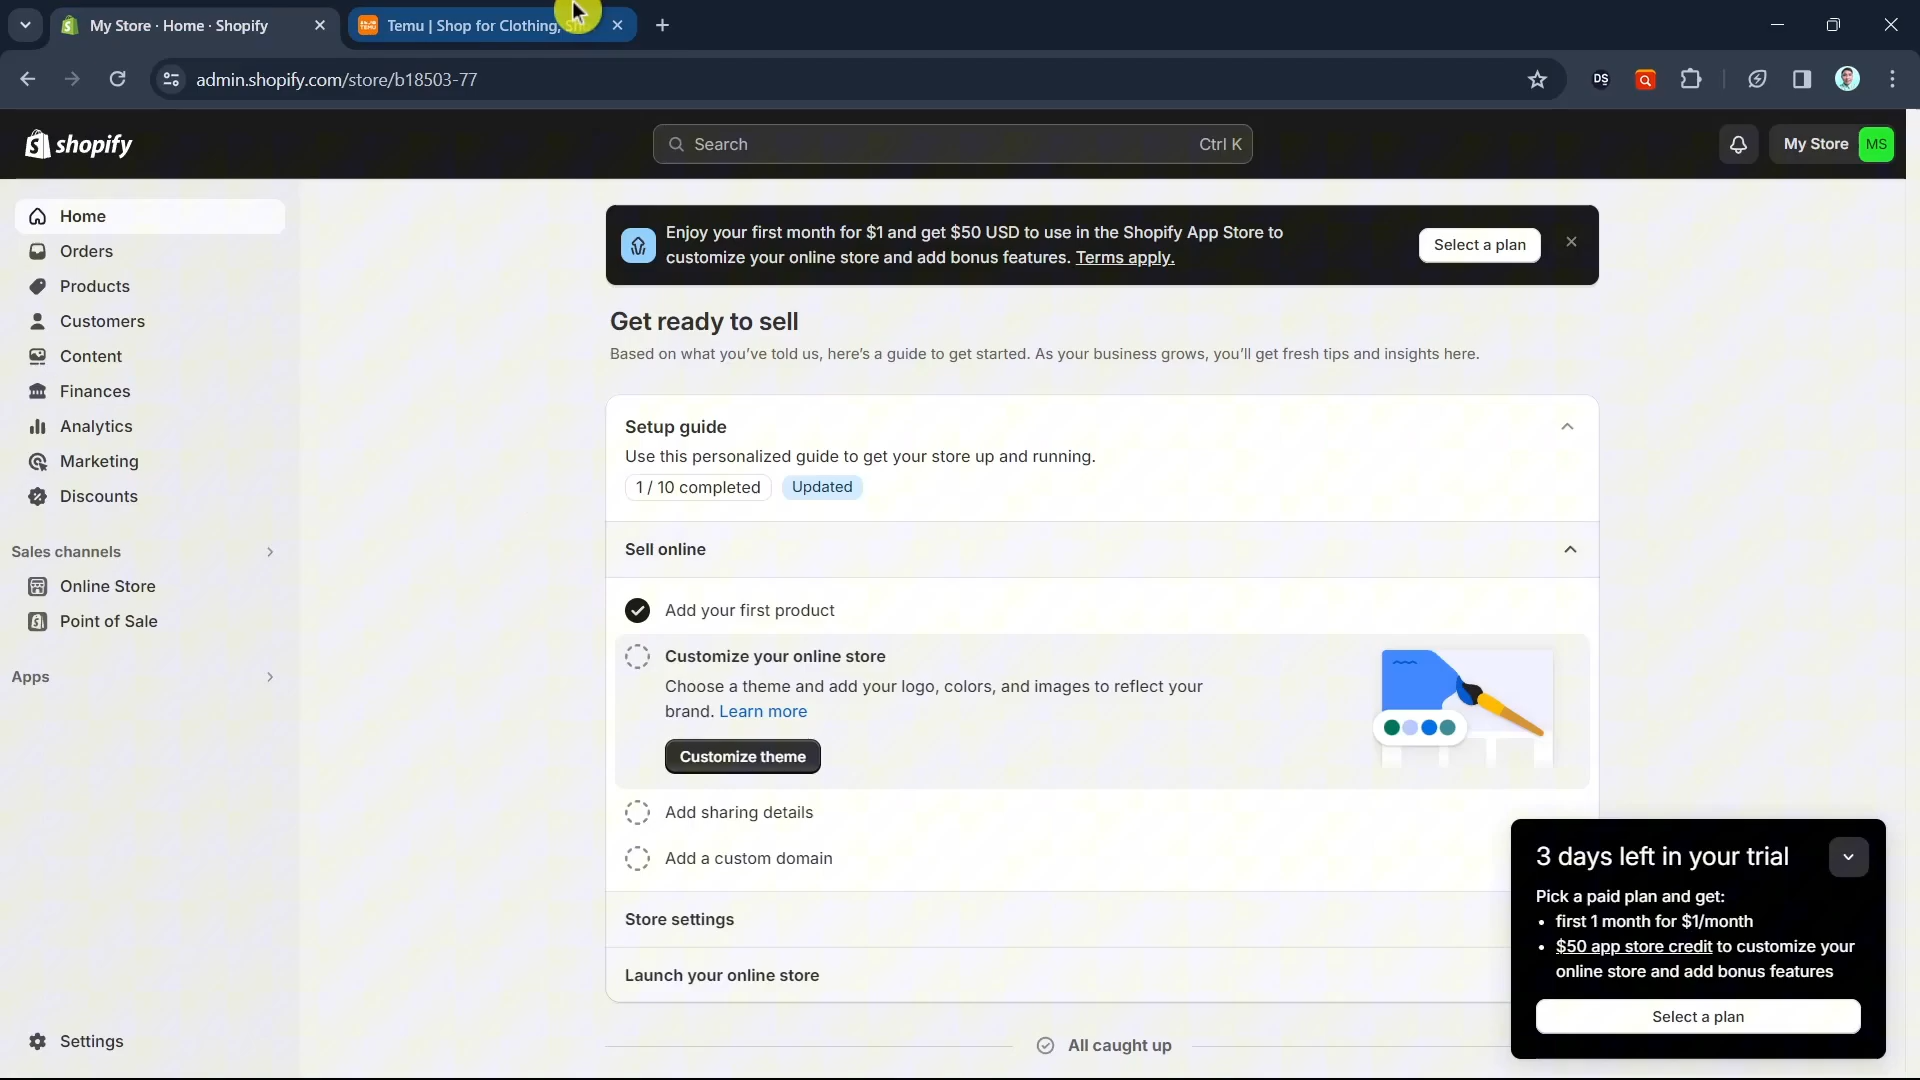 My Store · Home · Shopify
Temu | Shop for Clothing,
admin.shopify.com/store/b18503-77
DS
shopify
Search
Ctrl K
My Store
MS
Home
Orders
Products
Customers
Content
Finances
Analytics
Marketing
Discounts
Sales channels
Online Store
Point of Sale
Apps
Settings
Enjoy your first month for $1 and get $50 USD to use in the Shopify App Store to
customize your online store and add bonus features. Terms apply.
Select a plan
Get ready to sell
Based on what you've told us, here's a guide to get started. As your business grows, you'll get fresh tips and insights here.
Setup guide
Use this personalized guide to get your store up and running.
1 / 10 completed
Updated
Sell online
Add your first product
Customize your online store
Choose a theme and add your logo, colors, and images to reflect your
brand. Learn more
Customize theme
Add sharing details
Add a custom domain
Store settings
Launch your online store
All caught up
3 days left in your trial
Pick a paid plan and get:
• first 1 month for $1/month
• $50 app store credit to customize your
online store and add bonus features
Select a plan